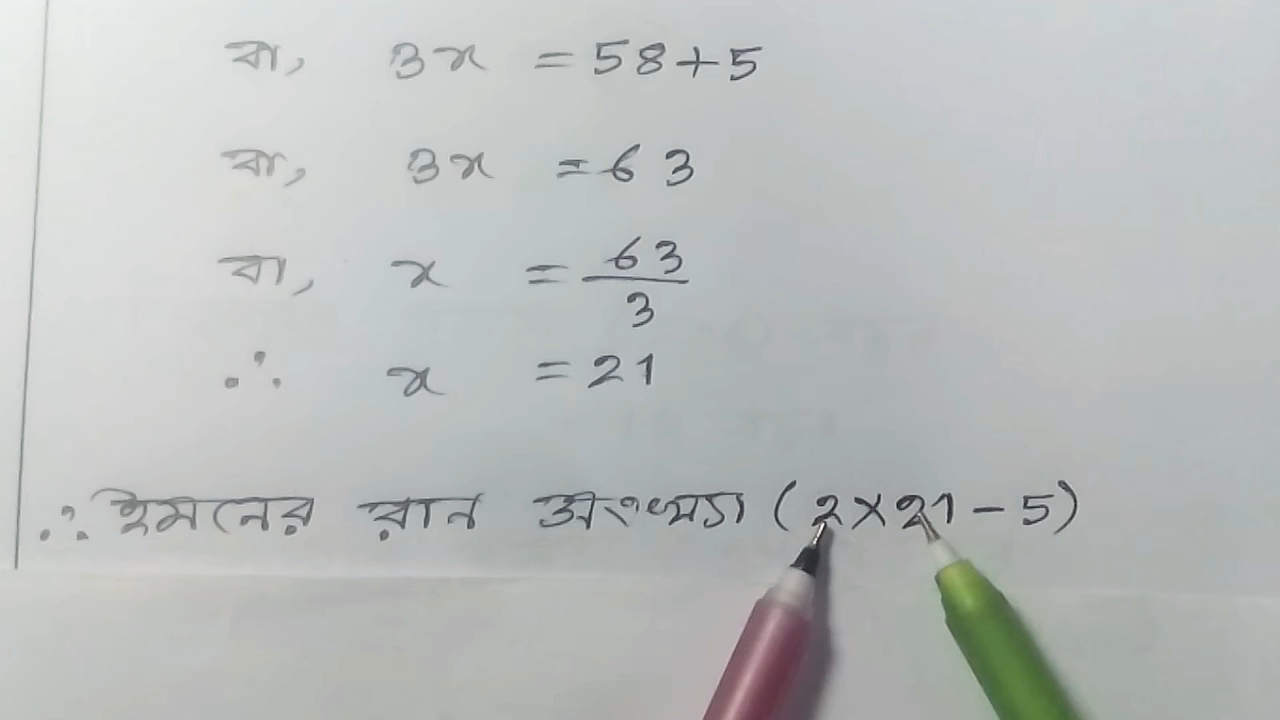 বা, 3x = 58+5
বা, 3x = 63
বা, x = 63/3
∴ x = 21
∴ ইমনের রান সংখ্যা (2×21-5)